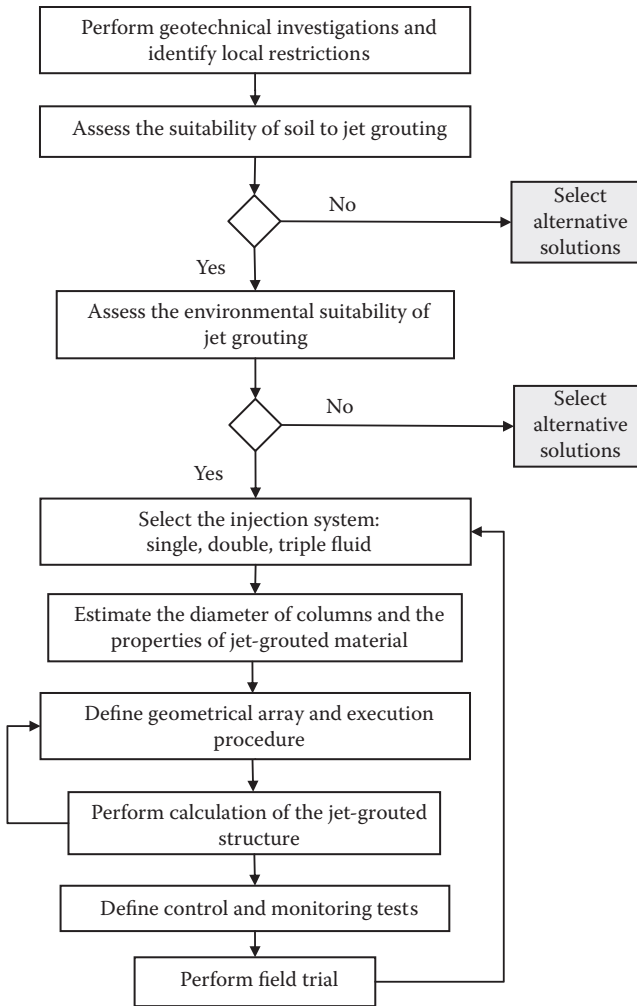 Perform geotechnical investigations and
identify local restrictions
Assess the suitability of soil to jet grouting
No
Select
alternative
solutions
Yes
Assess the environmental suitability of
jet grouting
No
Select
alternative
solutions
Yes
Select the injection system:
single, double, triple fluid
Estimate the diameter of columns and the
properties of jet-grouted material
Define geometrical array and execution
procedure
Perform calculation of the jet-grouted
structure
Define control and monitoring tests
Perform field trial